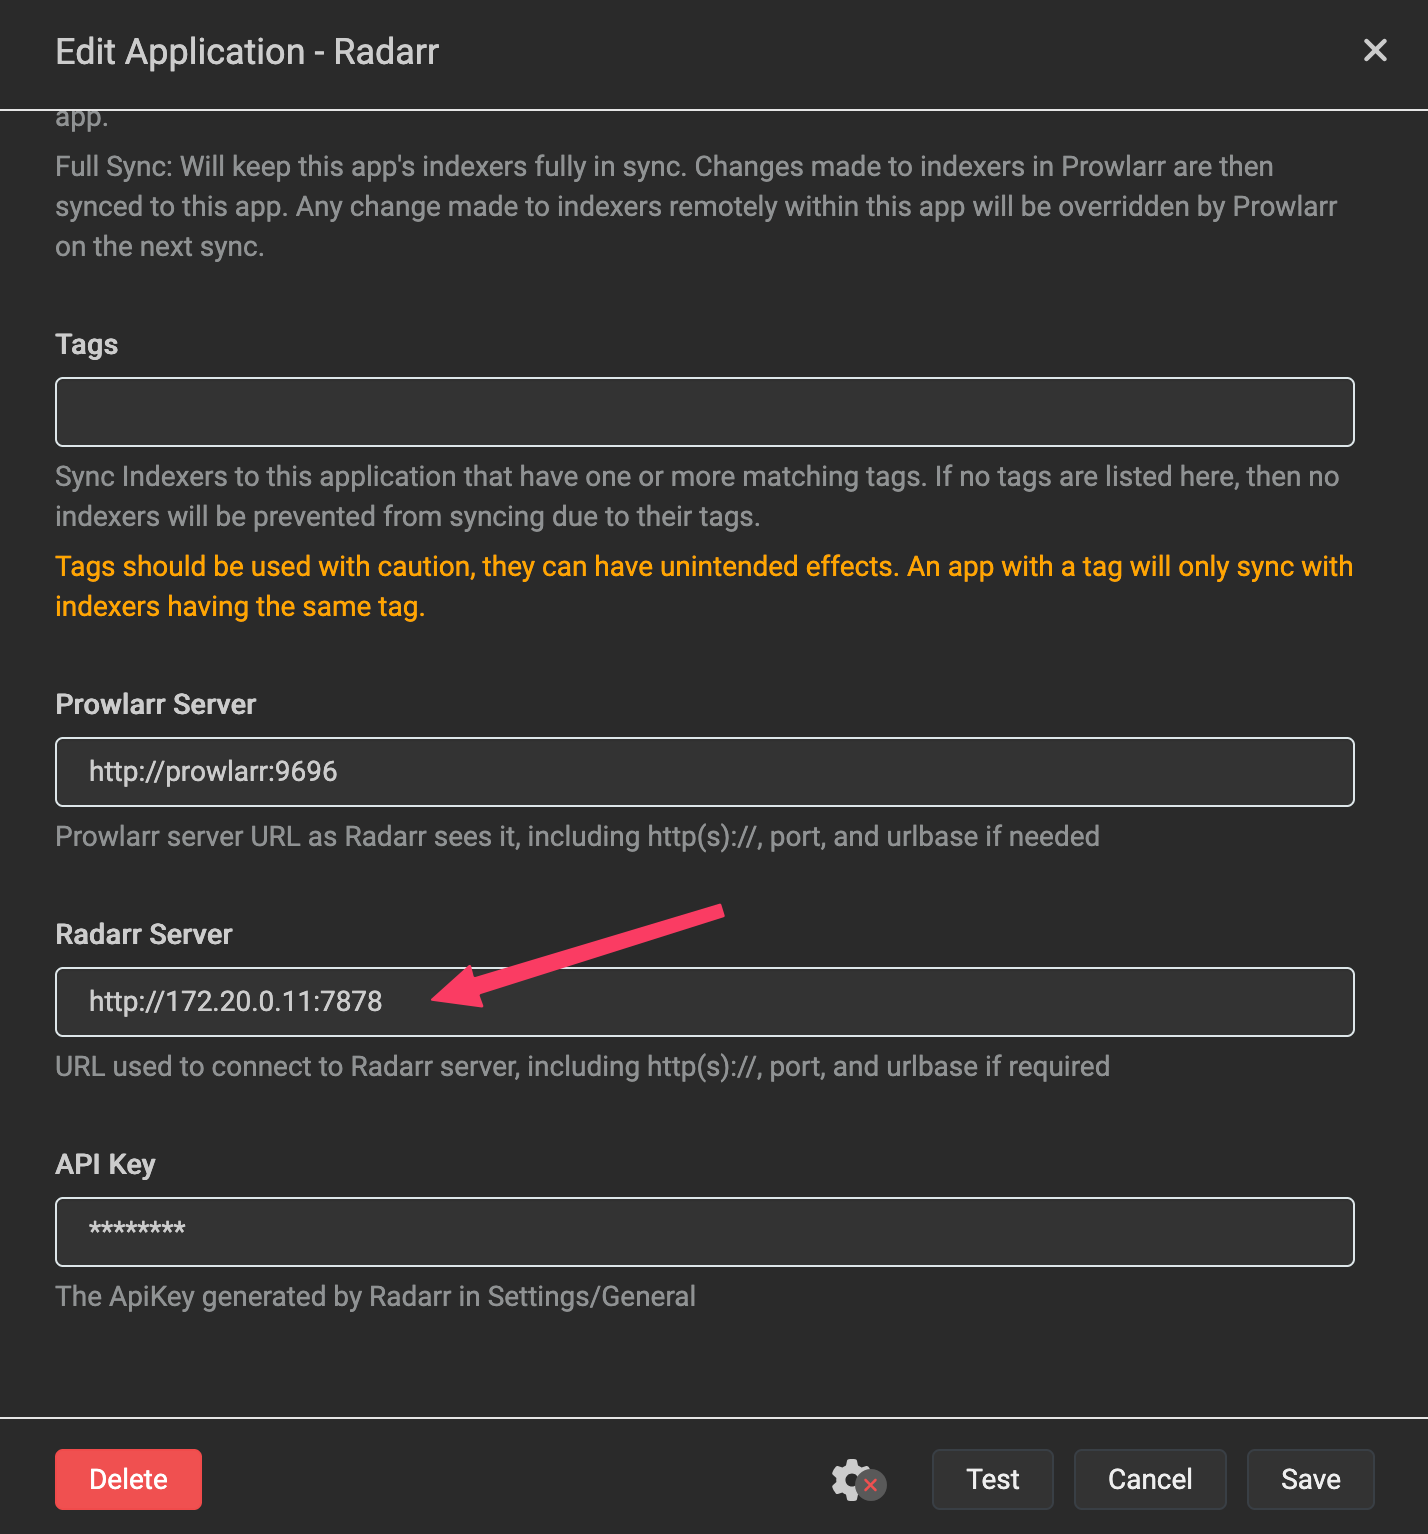 Edit Application - Radarr
app.
Full Sync: Will keep this app's indexers fully in sync. Changes made to indexers in Prowlarr are then
synced to this app. Any change made to indexers remotely within this app will be overridden by Prowlarr
on the next sync.
Tags
Sync Indexers to this application that have one or more matching tags. If no tags are listed here, then no
indexers will be prevented from syncing due to their tags.
Tags should be used with caution, they can have unintended effects. An app with a tag will only sync with
indexers having the same tag.
Prowlarr Server
http://prowlarr:9696
Prowlarr server URL as Radarr sees it, including http(s)://, port, and urlbase if needed
Radarr Server
http://172.20.0.11:7878
URL used to connect to Radarr server, including http(s)://, port, and urlbase if required
API Key
********
The ApiKey generated by Radarr in Settings/General
Delete
Test
Cancel
Save